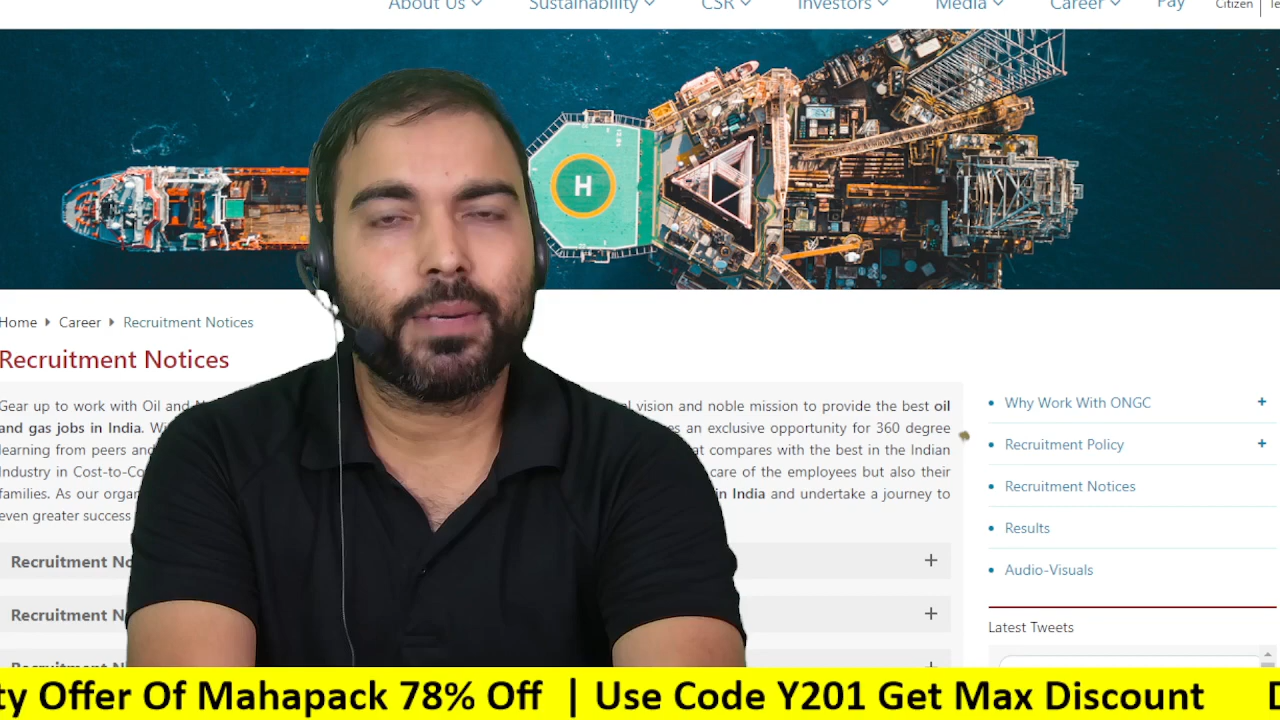 About Us Sustainability CSR Investors Media Career Pay Citizen
H
Home Career Recruitment Notices
Recruitment Notices
Gear up to work with Oil and vision and noble mission to provide the best oil
and gas jobs in India. an exclusive opportunity for 360 degree
learning from peers and compares with the best in the Indian
Industry in care of the employees but also their
families. As our in India and undertake a journey to
even greater success
Recruitment
Recruitment
Recruitment
Why Work With ONGC +
Recruitment Policy +
Recruitment Notices
Results
Audio-Visuals
Latest Tweets
Offer Of Mahapack 78% Off | Use Code Y201 Get Max Discount